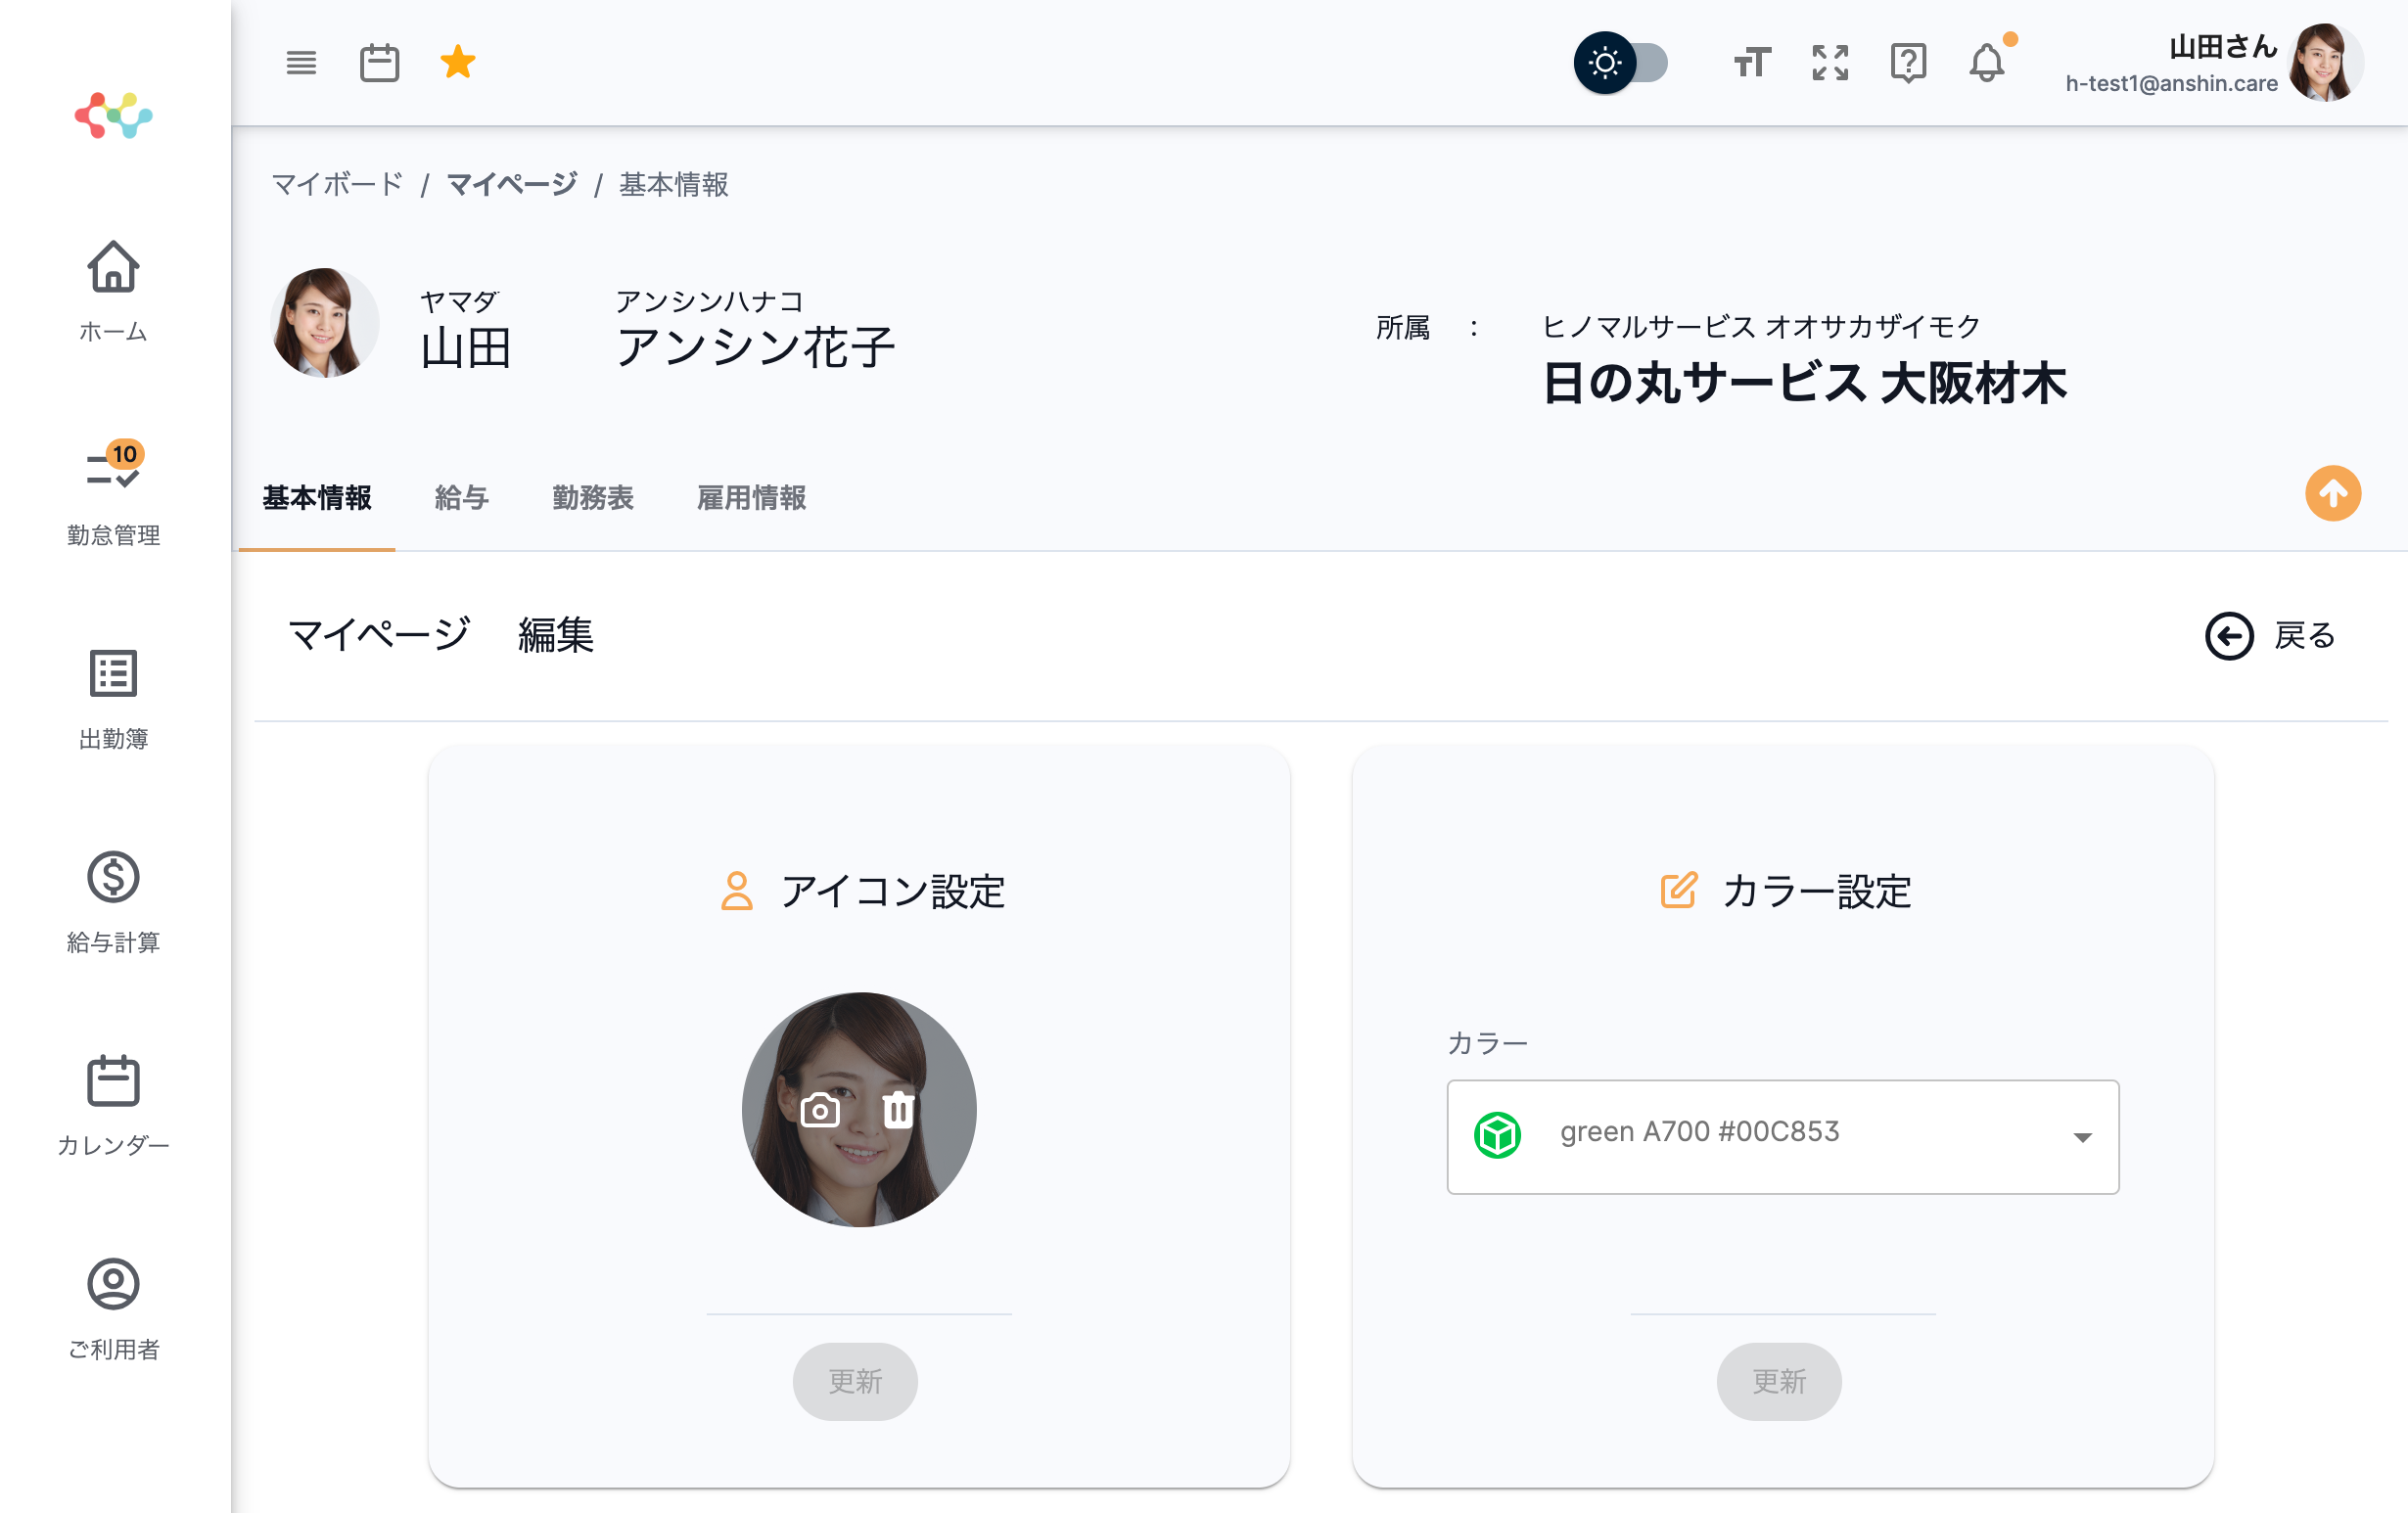 山田さん
h-test1@anshin.care
マイボード / マイページ / 基本情報
ヤマダ アンシンハナコ
山田 アンシン花子
所属 : ヒノマルサービス オオサカザイモク
日の丸サービス 大阪材木
基本情報 給与 勤務表 雇用情報
マイページ 編集
戻る
ホーム
10
勤怠管理
出勤簿
給与計算
カレンダー
ご利用者
アイコン設定
更新
カラー設定
カラー
green A700 #00C853
更新